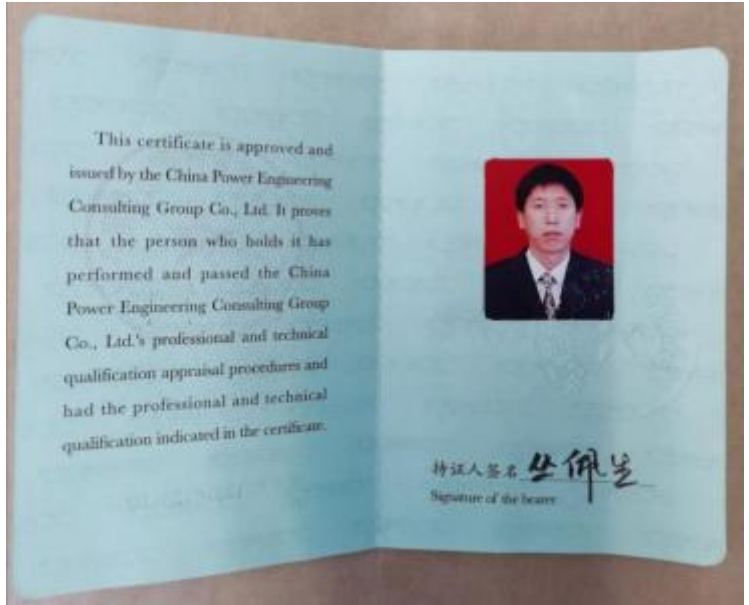 This certificate is approved and
issued by the China Power Engineering
Consulting Group Co., Ltd. It proves
that the person who holds it has
performed and passed the China
Power Engineering Consulting Group
Co., Ltd.'s professional and technical
qualification appraisal procedures and
had the professional and technical
qualification indicated in the certificate.
持证人签名 丛佩生
Signature of the bearer